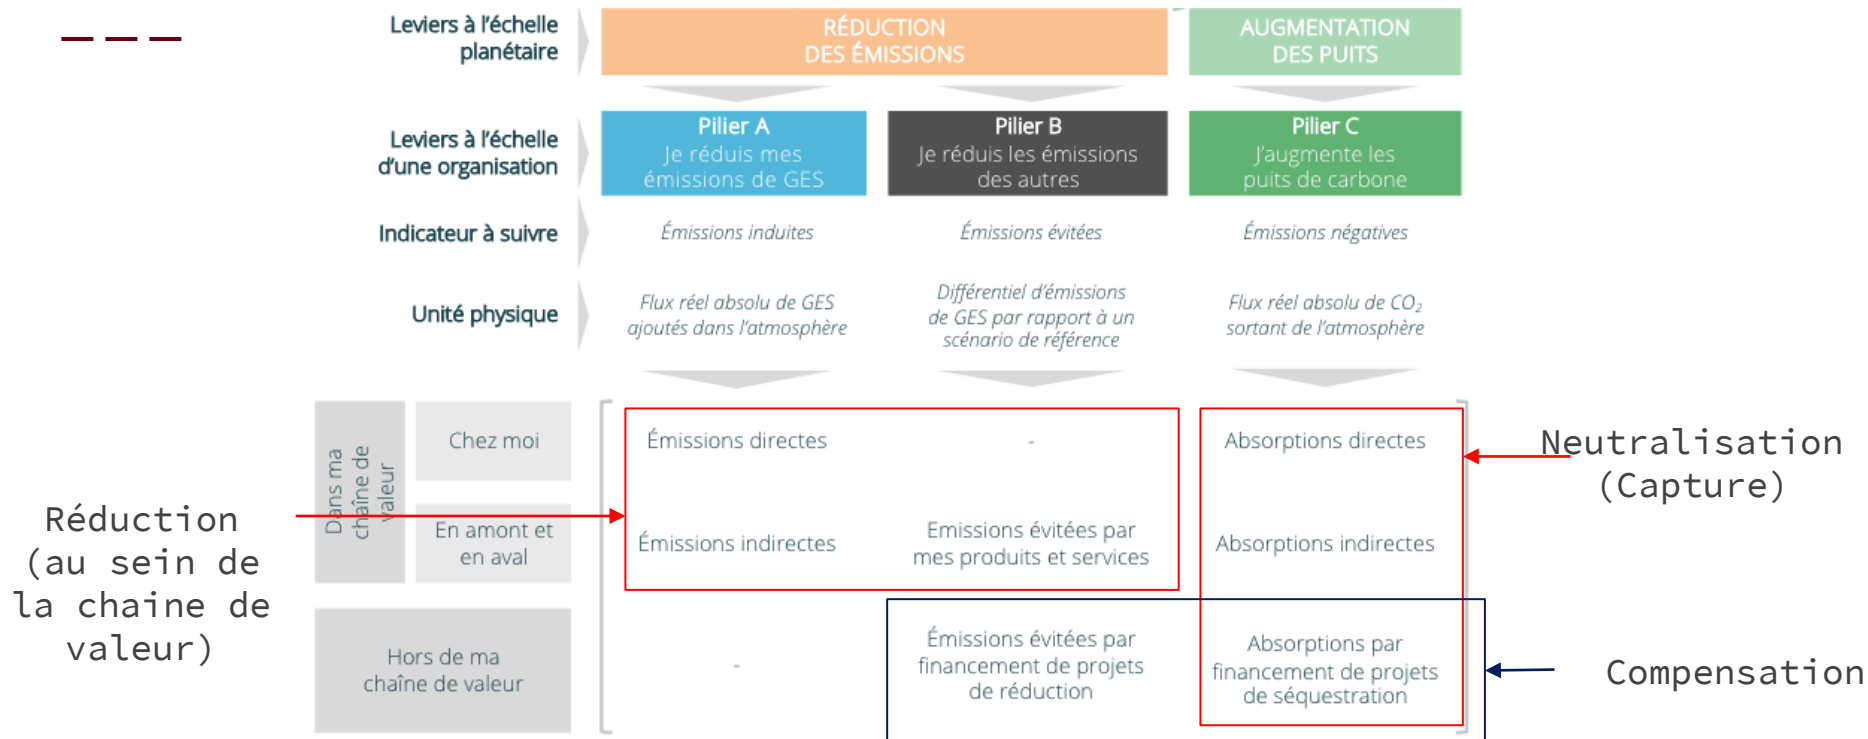 Leviers à l'échelle
planétaire
RÉDUCTION
DES ÉMISSIONS
AUGMENTATION
DES PUITS
Leviers à l'échelle
d'une organisation
Pilier A
Je réduis mes
émissions de GES
Pilier B
Je réduis les émissions
des autres
Pilier C
J'augmente les
puits de carbone
Indicateur à suivre
Émissions induites
Émissions évitées
Émissions négatives
Unité physique
Flux réel absolu de GES
ajoutés dans l'atmosphère
Différentiel d'émissions
de GES par rapport à un
scénario de référence
Flux réel absolu de CO₂
sortant de l'atmosphère
Dans ma
chaîne de
valeur
Chez moi
Émissions directes
-
Absorptions directes
En amont et
en aval
Émissions indirectes
Emissions évitées par
mes produits et services
Absorptions indirectes
Hors de ma
chaîne de valeur
-
Émissions évitées par
financement de projets
de réduction
Absorptions par
financement de projets
de séquestration
Réduction
(au sein de
la chaine de
valeur)
Neutralisation
(Capture)
Compensation